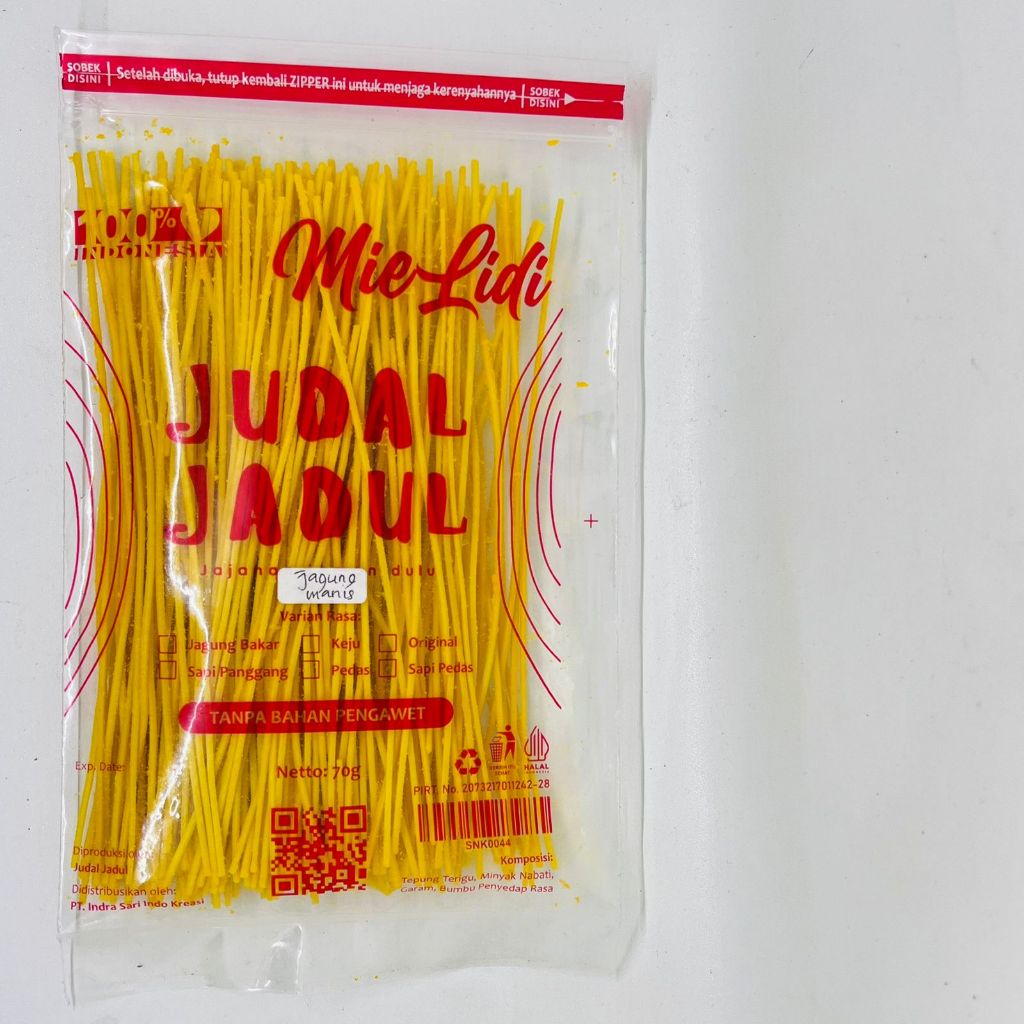 SOBEK DISINI
Setelah dibuka, tutup kembali ZIPPER ini untuk menjaga kerenyahannya
SOBEK DISINI
100%
INDONESIA
Mie Lidi
JUDAL
JADUL
dulu
Jagung
manis
Varian Rasa:
Jagung Bakar Keju Original
Sapi Panggang Pedas Sapi Pedas
TANPA BAHAN PENGAWET
Exp. Date:
Netto: 70g
HALAL
INDONESIA
PIRT. No. 2073217011242-28
SNK0044
Diproduksi oleh:
Judal Jadul
Didistribusikan oleh:
PT. Indra Sari Indo Kreasi
Komposisi:
Tepung Terigu, Minyak Nabati,
Garam, Bumbu Penyedap Rasa